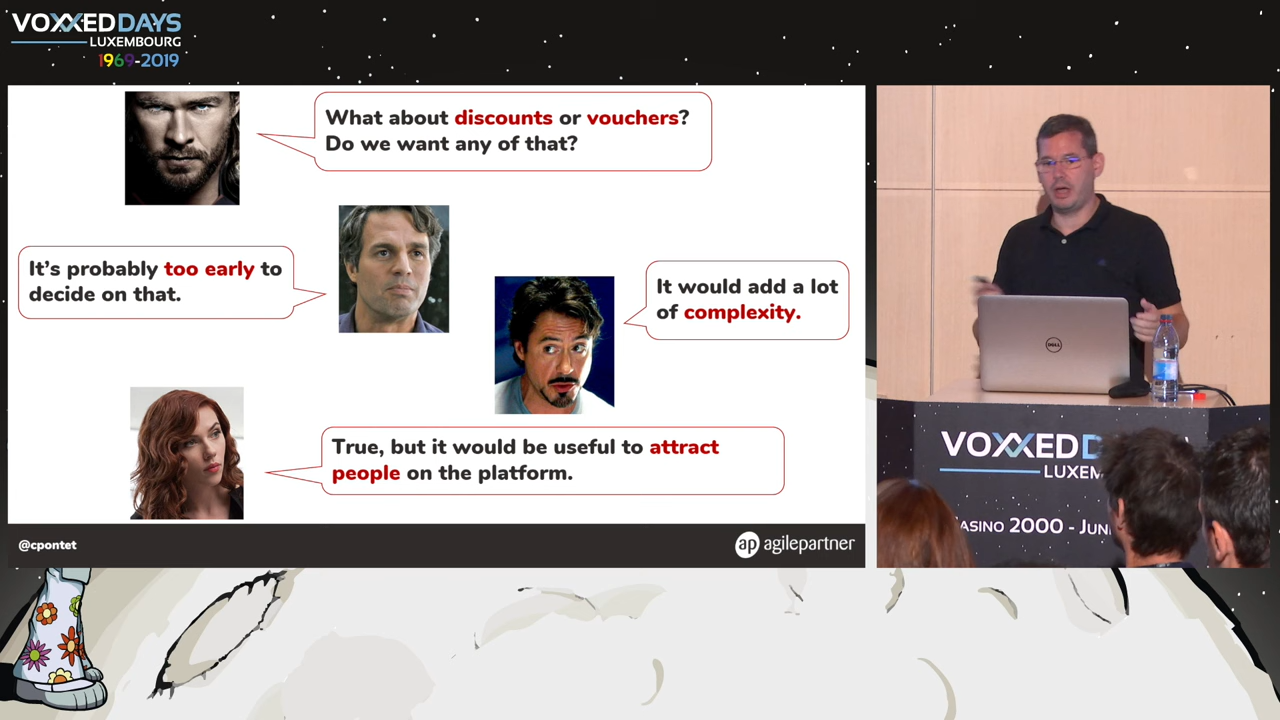 VOXXED DAYS
LUXEMBOURG
1969-2019
What about discounts or vouchers?
Do we want any of that?
It's probably too early to
decide on that.
It would add a lot
of complexity.
True, but it would be useful to attract
people on the platform.
@cpontet
ap agilepartner
DELL
VOXXED D
LUXEM
ASINO 2000 - JUN